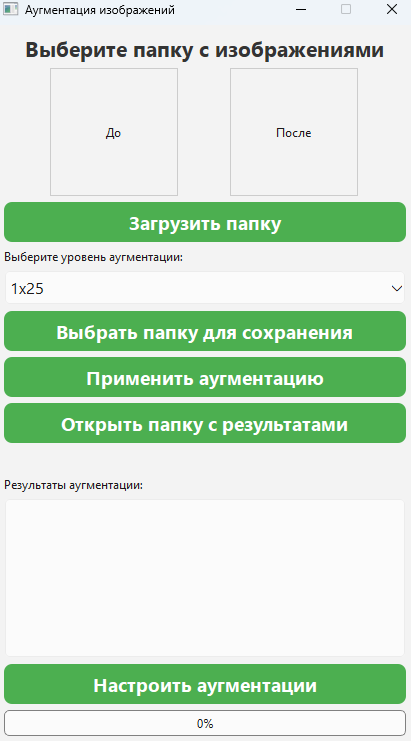 Аугментация изображений
Выберите папку с изображениями
До
После
Загрузить папку
Выберите уровень аугментации:
1x25
Выбрать папку для сохранения
Применить аугментацию
Открыть папку с результатами
Результаты аугментации:
Настроить аугментации
0%